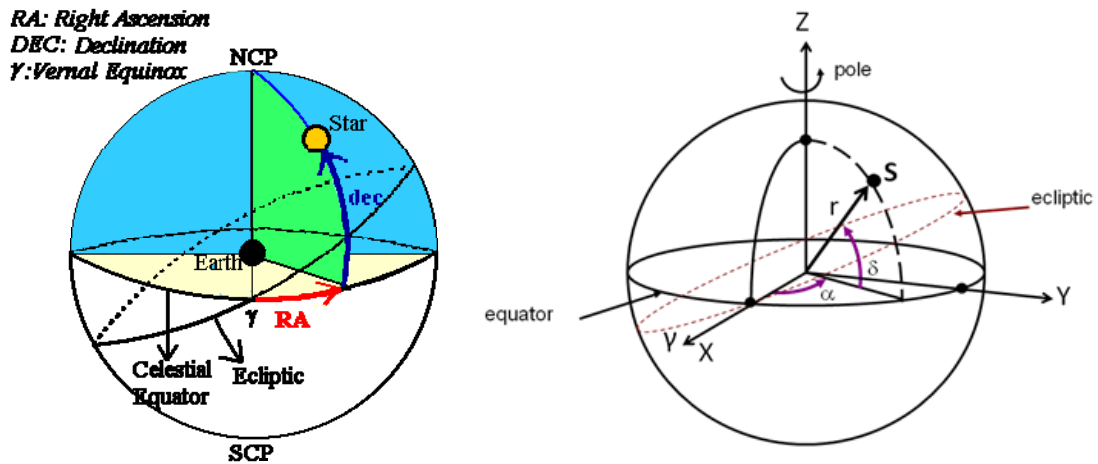 RA: Right Ascension
DEC: Declination
γ:Vernal Equinox
NCP
Star
dec
Earth
γ
RA
Celestial
Equator
Ecliptic
SCP
Z
pole
S
r
ecliptic
δ
α
Y
equator
γ
X